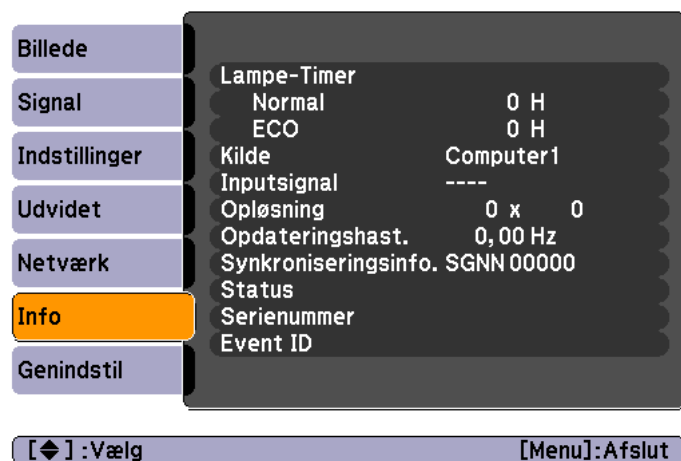 Billede
Signal
Indstillinger
Udvidet
Netværk
Info
Genindstil
Lampe-Timer
Normal 0 H
ECO 0 H
Kilde Computer1
Inputsignal ----
Opløsning 0 x 0
Opdateringshast. 0,00 Hz
Synkroniseringsinfo. SGNN 00000
Status
Serienummer
Event ID
[◆] :Vælg [Menu]:Afslut